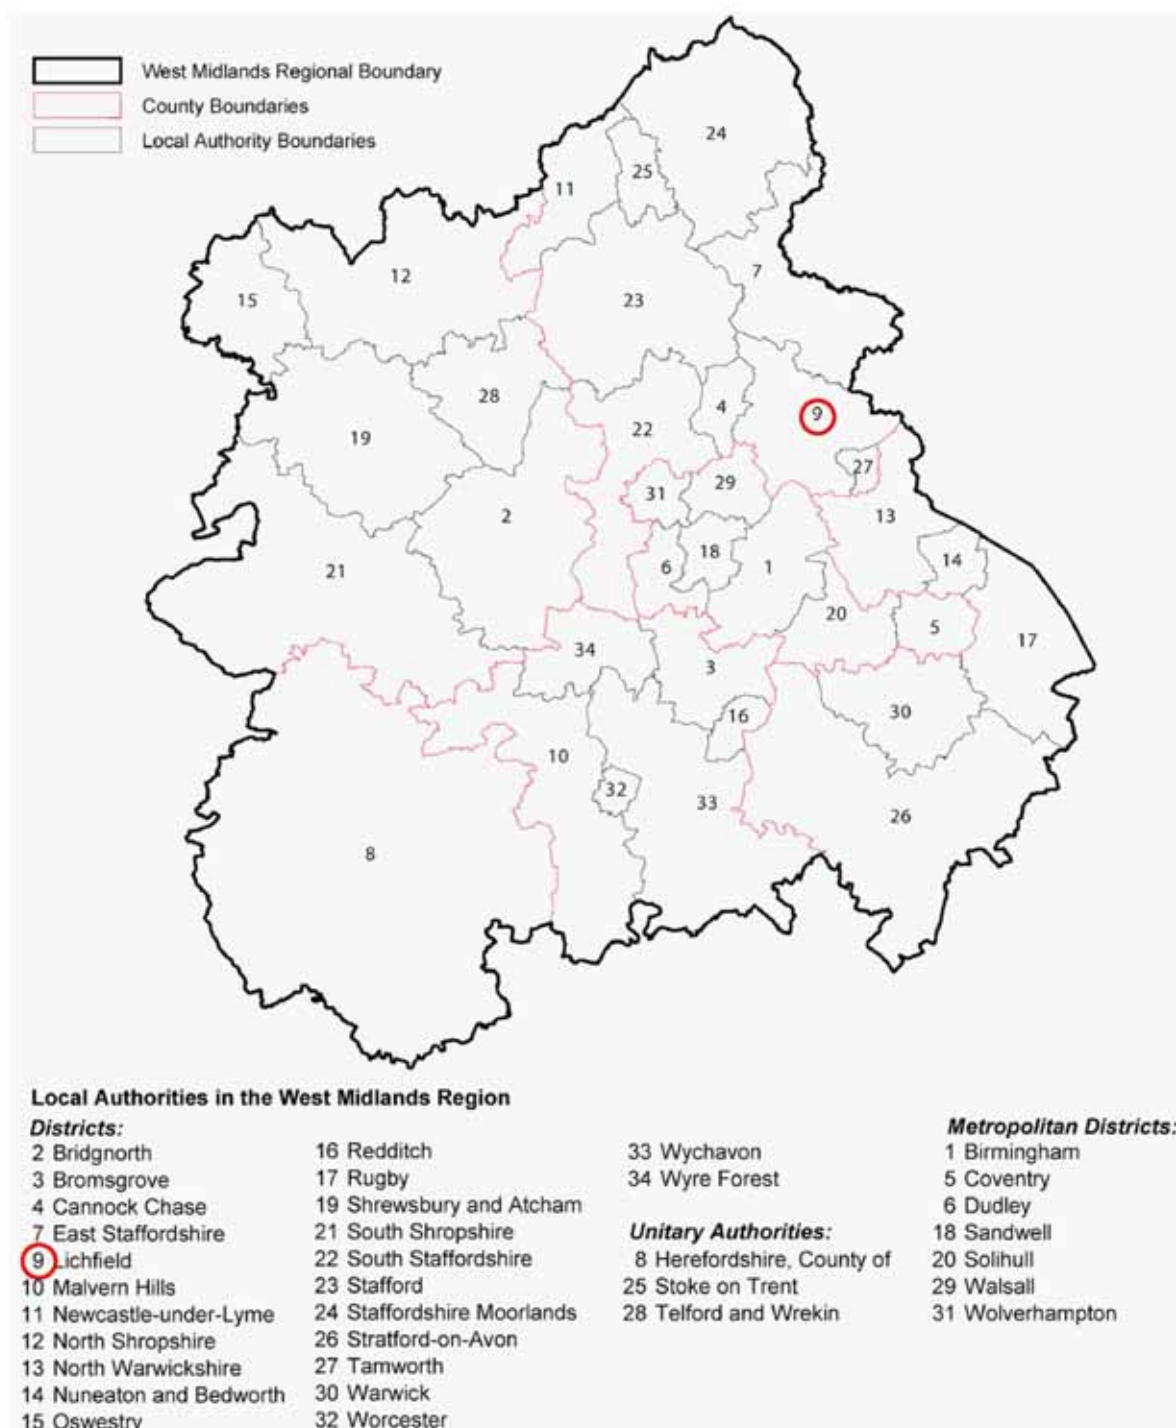 West Midlands Regional Boundary
County Boundaries
Local Authority Boundaries
24
25
11
7
12
15
23
28
4
9
22
19
27
29
31
2
13
18
14
6
1
21
20
5
17
34
3
30
16
10
32
33
26
8
Local Authorities in the West Midlands Region
Districts:
2 Bridgnorth
3 Bromsgrove
4 Cannock Chase
7 East Staffordshire
9 Lichfield
10 Malvern Hills
11 Newcastle-under-Lyme
12 North Shropshire
13 North Warwickshire
14 Nuneaton and Bedworth
15 Oswestry
16 Redditch
17 Rugby
19 Shrewsbury and Atcham
21 South Shropshire
22 South Staffordshire
23 Stafford
24 Staffordshire Moorlands
26 Stratford-on-Avon
27 Tamworth
30 Warwick
32 Worcester
33 Wychavon
34 Wyre Forest
Unitary Authorities:
8 Herefordshire, County of
25 Stoke on Trent
28 Telford and Wrekin
Metropolitan Districts:
1 Birmingham
5 Coventry
6 Dudley
18 Sandwell
20 Solihull
29 Walsall
31 Wolverhampton